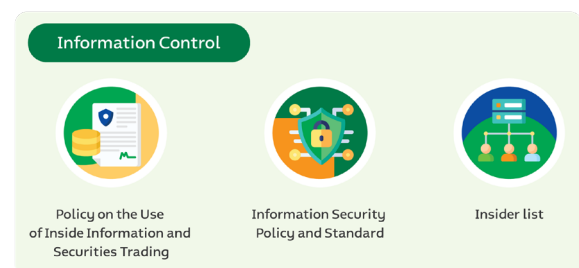 Information Control
Policy on the Use
of Inside Information and
Securities Trading
Information Security
Policy and Standard
Insider list